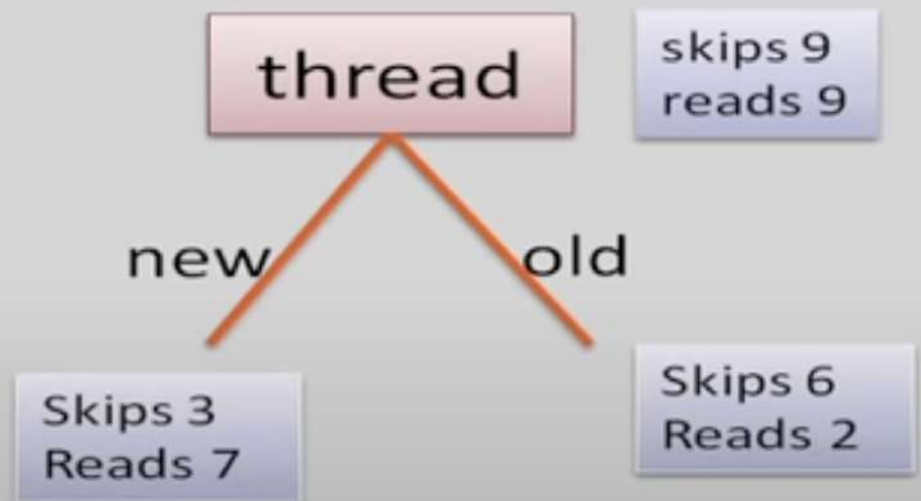 thread
skips 9
reads 9
new
old
Skips 3
Reads 7
Skips 6
Reads 2